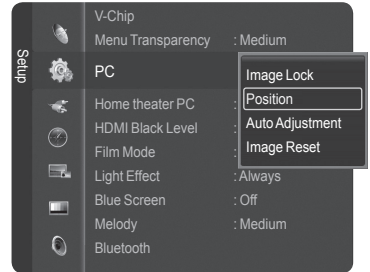 Setup
V-Chip
Menu Transparency : Medium
PC
Home theater PC :
HDMI Black Level :
Film Mode :
Light Effect : Always
Blue Screen : Off
Melody : Medium
Bluetooth
Image Lock
Position
Auto Adjustment
Image Reset